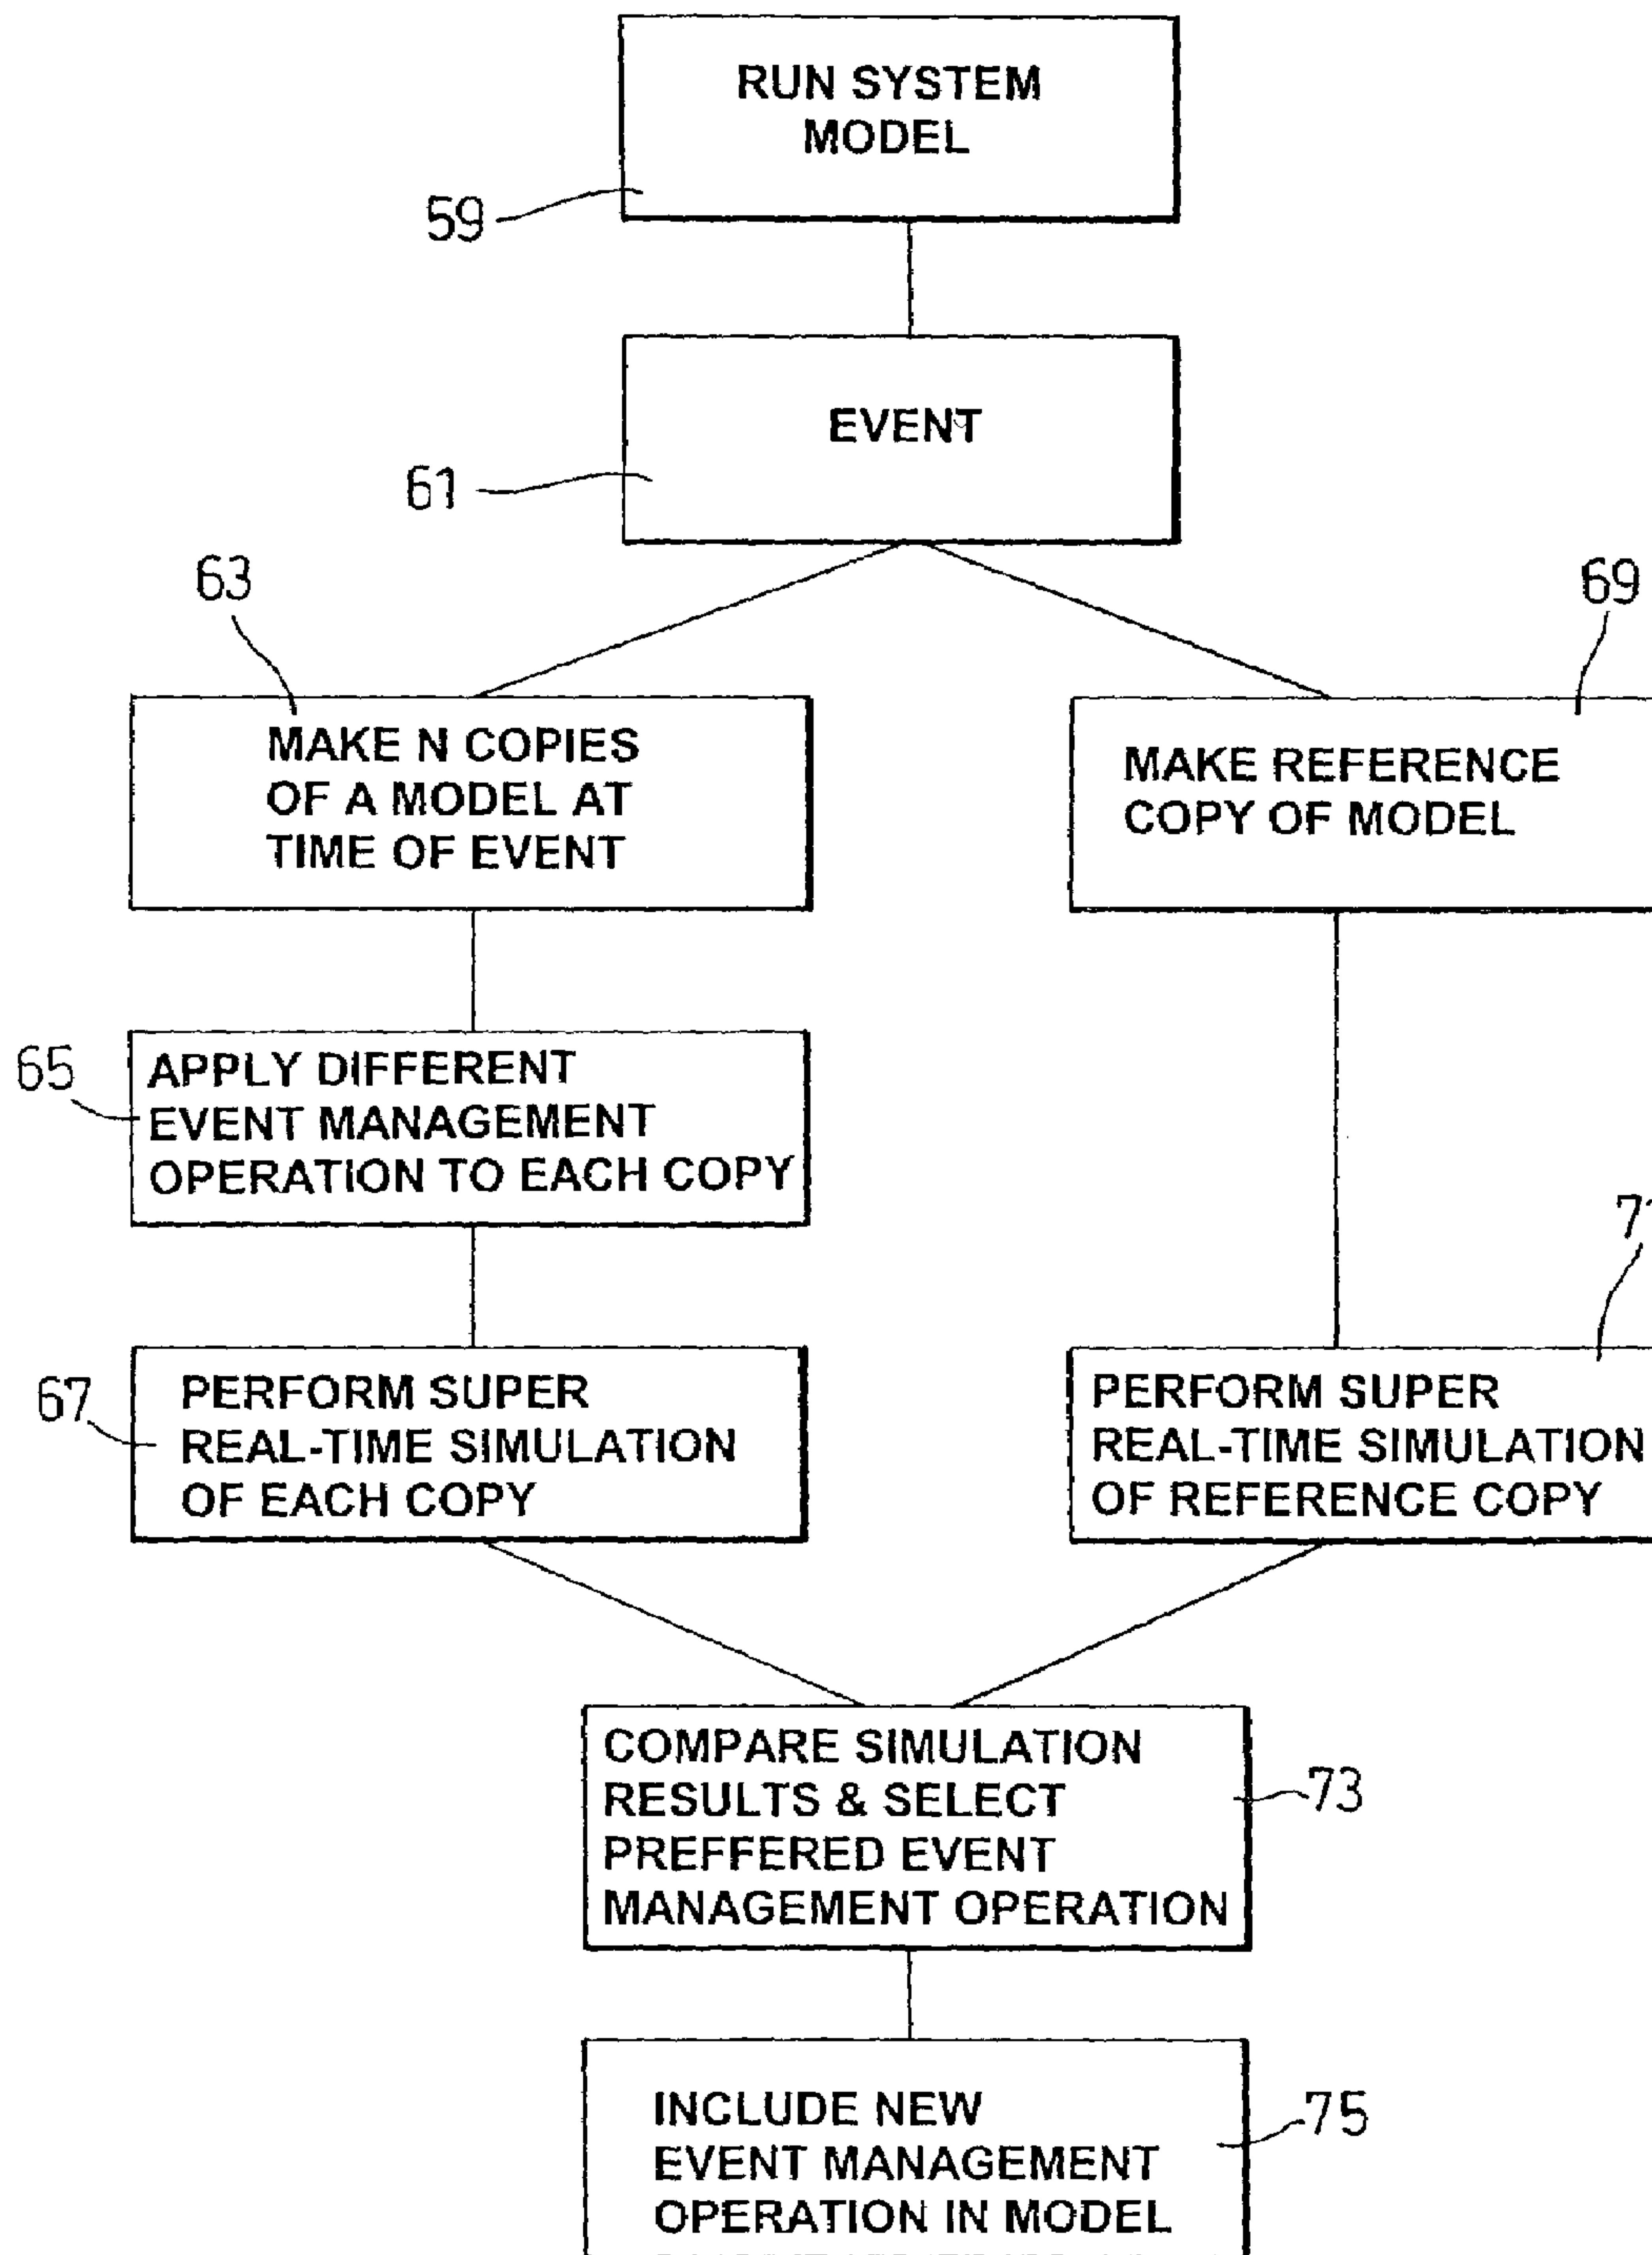 RUN SYSTEM
MODEL
59
EVENT
61
63
69
MAKE N COPIES
OF A MODEL AT
TIME OF EVENT
MAKE REFERENCE
COPY OF MODEL
65
APPLY DIFFERENT
EVENT MANAGEMENT
OPERATION TO EACH COPY
71
67
PERFORM SUPER
REAL-TIME SIMULATION
OF EACH COPY
PERFORM SUPER
REAL-TIME SIMULATION
OF REFERENCE COPY
COMPARE SIMULATION
RESULTS & SELECT
PREFFERED EVENT
MANAGEMENT OPERATION
73
INCLUDE NEW
EVENT MANAGEMENT
OPERATION IN MODEL
75